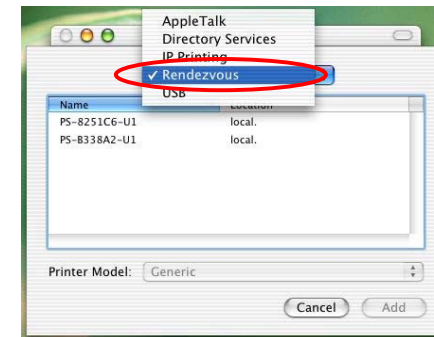 AppleTalk
Directory Services
IP Printing
✓ Rendezvous
USB
Name Location
PS-8251C6-U1 local.
PS-B338A2-U1 local.
Printer Model: Generic
Cancel Add